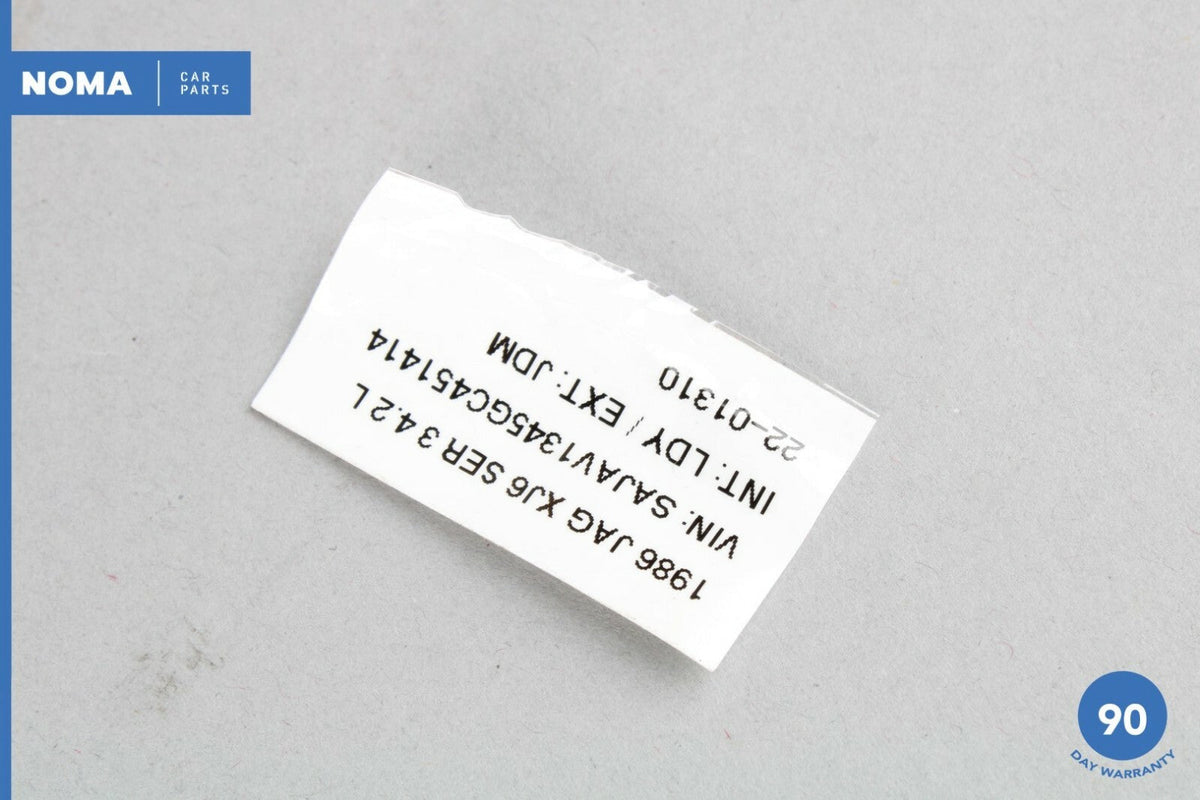 NOMA
CAR
PARTS
1986 JAG XJ6 SER 3 4.2 L
VIN: SAJAV1345GC451414
INT: LDY / EXT: JDM
22-01310
90
DAY WARRANTY